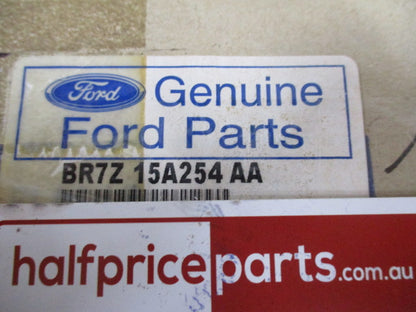 Ford Genuine
Ford Parts
BR7Z 15A254 AA
halfpriceparts.com.au